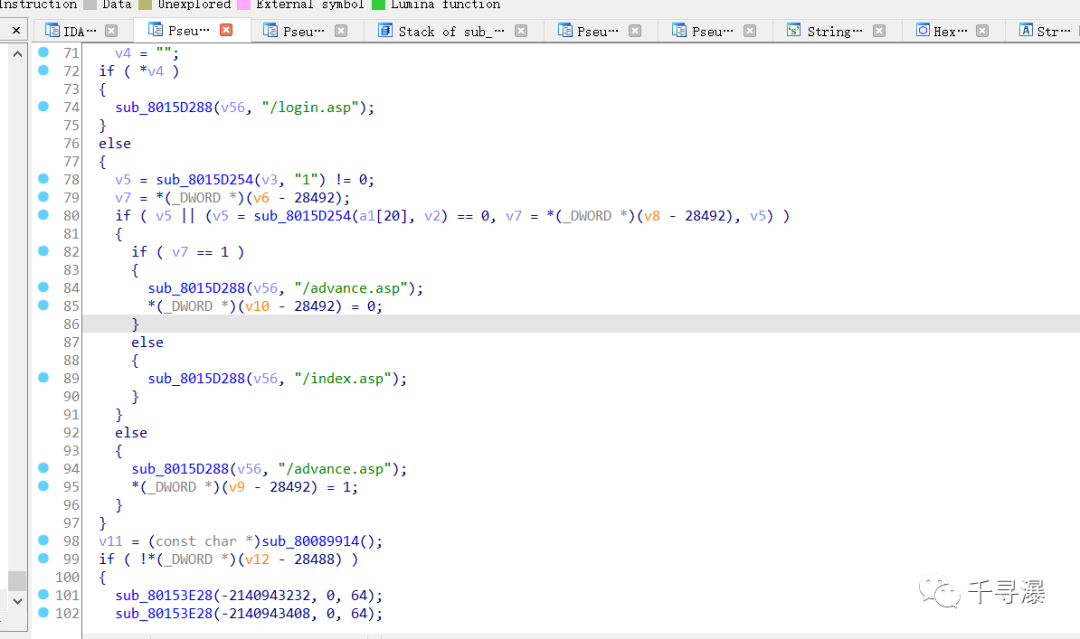 Instruction Data Unexplored External symbol Lumina function
IDA··· Pseu··· Pseu··· Stack of sub_··· Pseu··· Pseu··· String··· Hex··· Str···
71 v4 = "";
72 if ( *v4 )
73 {
74 sub_8015D288(v56, "/login.asp");
75 }
76 else
77 {
78 v5 = sub_8015D254(v3, "1") != 0;
79 v7 = *(_DWORD *)(v6 - 28492);
80 if ( v5 || (v5 = sub_8015D254(a1[20], v2) == 0, v7 = *(_DWORD *)(v8 - 28492), v5) )
81 {
82 if ( v7 == 1 )
83 {
84 sub_8015D288(v56, "/advance.asp");
85 *(_DWORD *)(v10 - 28492) = 0;
86 }
87 else
88 {
89 sub_8015D288(v56, "/index.asp");
90 }
91 }
92 else
93 {
94 sub_8015D288(v56, "/advance.asp");
95 *(_DWORD *)(v9 - 28492) = 1;
96 }
97 }
98 v11 = (const char *)sub_80089914();
99 if ( !*(_DWORD *)(v12 - 28488) )
100 {
101 sub_80153E28(-2140943232, 0, 64);
102 sub_80153E28(-2140943408, 0, 64);
千寻瀑